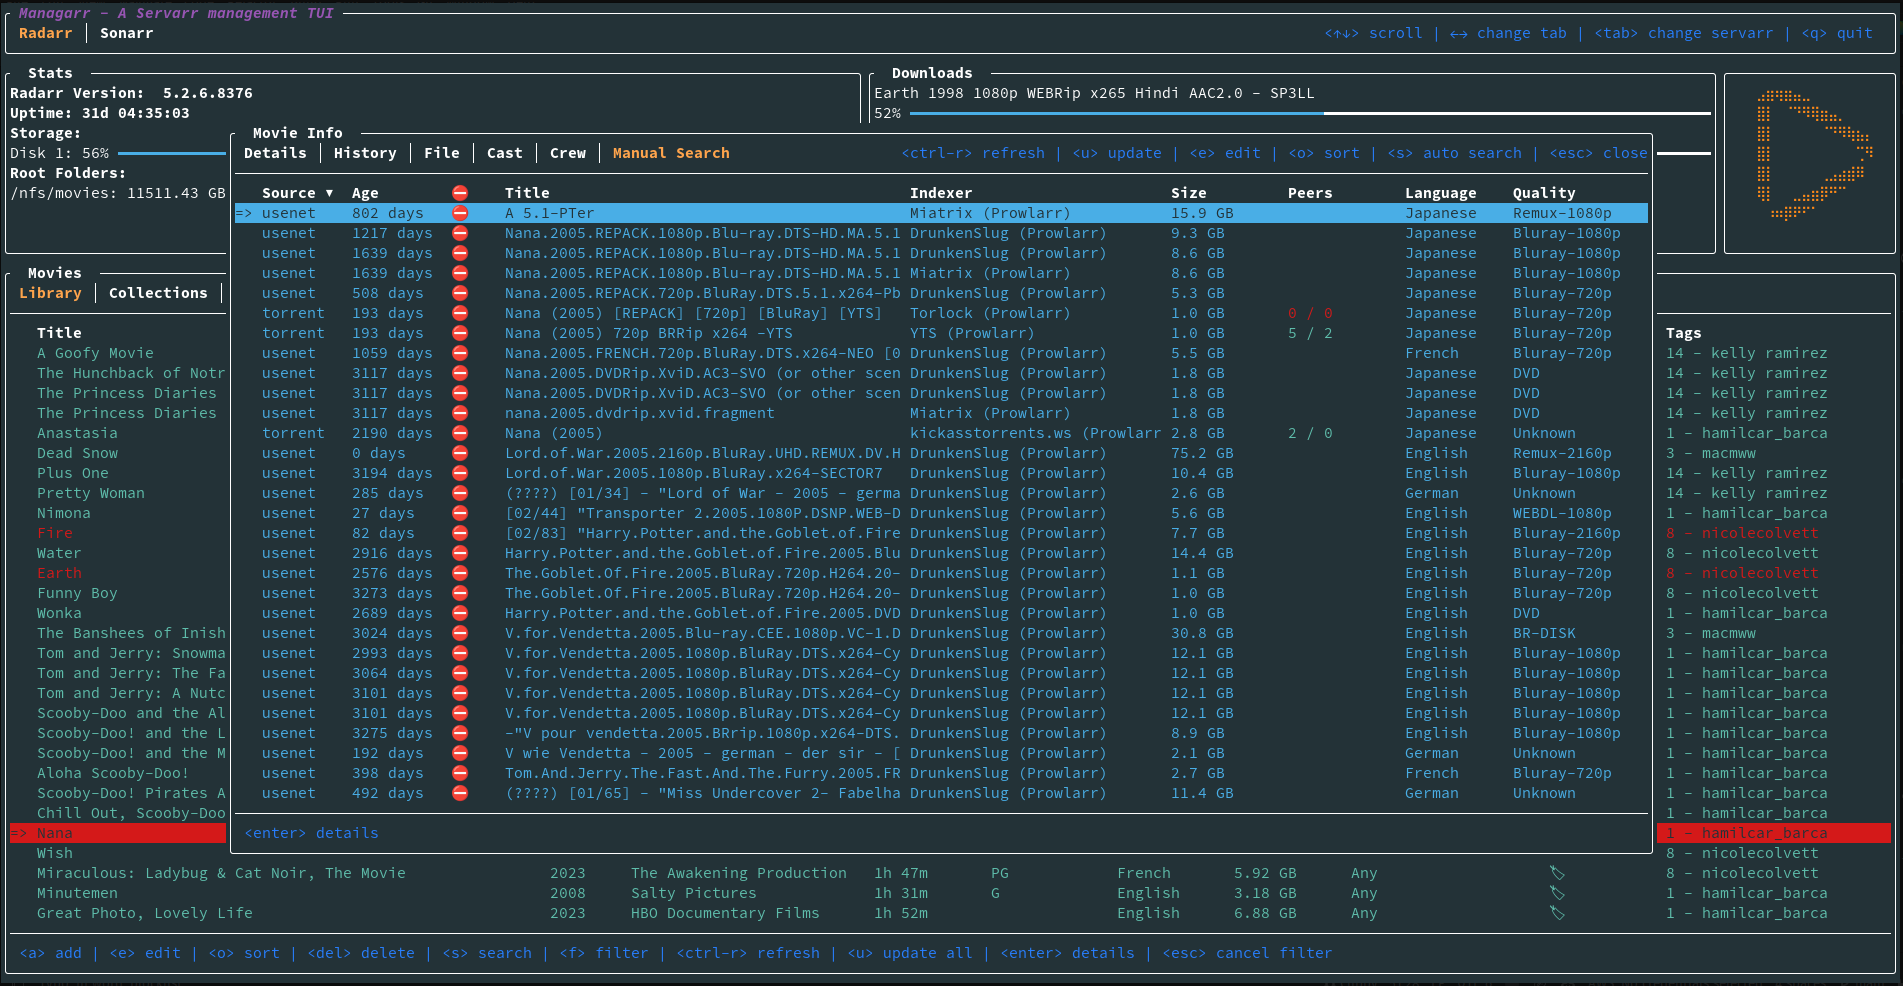 Managarr - A Servarr management TUI
Radarr │ Sonarr <↑↓> scroll | ↔ change tab | <tab> change servarr | <q> quit
Stats
Radarr Version: 5.2.6.8376
Uptime: 31d 04:35:03
Storage:
Disk 1: 56%
Root Folders:
/nfs/movies: 11511.43 GB
Downloads
Earth 1998 1080p WEBRip x265 Hindi AAC2.0 - SP3LL
52%
Movie Info
Details │ History │ File │ Cast │ Crew │ Manual Search <ctrl-r> refresh | <u> update | <e> edit | <o> sort | <s> auto search | <esc> close
Source ▼ Age ⛔ Title Indexer Size Peers Language Quality
=> usenet 802 days ⛔ A 5.1-PTer Miatrix (Prowlarr) 15.9 GB Japanese Remux-1080p
usenet 1217 days ⛔ Nana.2005.REPACK.1080p.Blu-ray.DTS-HD.MA.5.1 DrunkenSlug (Prowlarr) 9.3 GB Japanese Bluray-1080p
usenet 1639 days ⛔ Nana.2005.REPACK.1080p.Blu-ray.DTS-HD.MA.5.1 DrunkenSlug (Prowlarr) 8.6 GB Japanese Bluray-1080p
usenet 1639 days ⛔ Nana.2005.REPACK.1080p.Blu-ray.DTS-HD.MA.5.1 Miatrix (Prowlarr) 8.6 GB Japanese Bluray-1080p
usenet 508 days ⛔ Nana.2005.REPACK.720p.BluRay.DTS.5.1.x264-Pb DrunkenSlug (Prowlarr) 5.3 GB Japanese Bluray-720p
torrent 193 days ⛔ Nana (2005) [REPACK] [720p] [BluRay] [YTS] Torlock (Prowlarr) 1.0 GB 0 / 0 Japanese Bluray-720p
torrent 193 days ⛔ Nana (2005) 720p BRRip x264 -YTS YTS (Prowlarr) 1.0 GB 5 / 2 Japanese Bluray-720p
usenet 1059 days ⛔ Nana.2005.FRENCH.720p.BluRay.DTS.x264-NEO [0 DrunkenSlug (Prowlarr) 5.5 GB French Bluray-720p
usenet 3117 days ⛔ Nana.2005.DVDRip.XviD.AC3-SVO (or other scen DrunkenSlug (Prowlarr) 1.8 GB Japanese DVD
usenet 3117 days ⛔ Nana.2005.DVDRip.XviD.AC3-SVO (or other scen DrunkenSlug (Prowlarr) 1.8 GB Japanese DVD
usenet 3117 days ⛔ nana.2005.dvdrip.xvid.fragment Miatrix (Prowlarr) 1.8 GB Japanese DVD
torrent 2190 days ⛔ Nana (2005) kickasstorrents.ws (Prowlarr 2.8 GB 2 / 0 Japanese Unknown
usenet 0 days ⛔ Lord.of.War.2005.2160p.BluRay.UHD.REMUX.DV.H DrunkenSlug (Prowlarr) 75.2 GB English Remux-2160p
usenet 3194 days ⛔ Lord.of.War.2005.1080p.BluRay.x264-SECTOR7 DrunkenSlug (Prowlarr) 10.4 GB English Bluray-1080p
usenet 285 days ⛔ (????) [01/34] - "Lord of War - 2005 - germa DrunkenSlug (Prowlarr) 2.6 GB German Unknown
usenet 27 days ⛔ [02/44] "Transporter 2.2005.1080P.DSNP.WEB-D DrunkenSlug (Prowlarr) 5.6 GB English WEBDL-1080p
usenet 82 days ⛔ [02/83] "Harry.Potter.and.the.Goblet.of.Fire DrunkenSlug (Prowlarr) 7.7 GB English Bluray-2160p
usenet 2916 days ⛔ Harry.Potter.and.the.Goblet.of.Fire.2005.Blu DrunkenSlug (Prowlarr) 14.4 GB English Bluray-720p
usenet 2576 days ⛔ The.Goblet.Of.Fire.2005.BluRay.720p.H264.20- DrunkenSlug (Prowlarr) 1.1 GB English Bluray-720p
usenet 3273 days ⛔ The.Goblet.Of.Fire.2005.BluRay.720p.H264.20- DrunkenSlug (Prowlarr) 1.0 GB English Bluray-720p
usenet 2689 days ⛔ Harry.Potter.and.the.Goblet.of.Fire.2005.DVD DrunkenSlug (Prowlarr) 1.0 GB English DVD
usenet 3024 days ⛔ V.for.Vendetta.2005.Blu-ray.CEE.1080p.VC-1.D DrunkenSlug (Prowlarr) 30.8 GB English BR-DISK
usenet 2993 days ⛔ V.for.Vendetta.2005.1080p.BluRay.DTS.x264-Cy DrunkenSlug (Prowlarr) 12.1 GB English Bluray-1080p
usenet 3064 days ⛔ V.for.Vendetta.2005.1080p.BluRay.DTS.x264-Cy DrunkenSlug (Prowlarr) 12.1 GB English Bluray-1080p
usenet 3101 days ⛔ V.for.Vendetta.2005.1080p.BluRay.DTS.x264-Cy DrunkenSlug (Prowlarr) 12.1 GB English Bluray-1080p
usenet 3101 days ⛔ V.for.Vendetta.2005.1080p.BluRay.DTS.x264-Cy DrunkenSlug (Prowlarr) 12.1 GB English Bluray-1080p
usenet 3275 days ⛔ -"V pour vendetta.2005.BRrip.1080p.x264-DTS. DrunkenSlug (Prowlarr) 8.9 GB English Bluray-1080p
usenet 192 days ⛔ V wie Vendetta - 2005 - german - der sir - [ DrunkenSlug (Prowlarr) 2.1 GB German Unknown
usenet 398 days ⛔ Tom.And.Jerry.The.Fast.And.The.Furry.2005.FR DrunkenSlug (Prowlarr) 2.7 GB French Bluray-720p
usenet 492 days ⛔ (????) [01/65] - "Miss Undercover 2- Fabelha DrunkenSlug (Prowlarr) 11.4 GB German Unknown
<enter> details
Movies
Library │ Collections │
Title Tags
A Goofy Movie 14 - kelly ramirez
The Hunchback of Notr 14 - kelly ramirez
The Princess Diaries 14 - kelly ramirez
The Princess Diaries 14 - kelly ramirez
Anastasia 1 - hamilcar_barca
Dead Snow 3 - macmww
Plus One 14 - kelly ramirez
Pretty Woman 14 - kelly ramirez
Nimona 1 - hamilcar_barca
Fire 8 - nicolecolvett
Water 8 - nicolecolvett
Earth 8 - nicolecolvett
Funny Boy 8 - nicolecolvett
Wonka 1 - hamilcar_barca
The Banshees of Inish 3 - macmww
Tom and Jerry: Snowma 1 - hamilcar_barca
Tom and Jerry: The Fa 1 - hamilcar_barca
Tom and Jerry: A Nutc 1 - hamilcar_barca
Scooby-Doo and the Al 1 - hamilcar_barca
Scooby-Doo! and the L 1 - hamilcar_barca
Scooby-Doo! and the M 1 - hamilcar_barca
Aloha Scooby-Doo! 1 - hamilcar_barca
Scooby-Doo! Pirates A 1 - hamilcar_barca
Chill Out, Scooby-Doo 1 - hamilcar_barca
=> Nana 1 - hamilcar_barca
Wish 8 - nicolecolvett
Miraculous: Ladybug & Cat Noir, The Movie 2023 The Awakening Production 1h 47m PG French 5.92 GB Any 🏷 8 - nicolecolvett
Minutemen 2008 Salty Pictures 1h 31m G English 3.18 GB Any 🏷 1 - hamilcar_barca
Great Photo, Lovely Life 2023 HBO Documentary Films 1h 52m English 6.88 GB Any 🏷 1 - hamilcar_barca
<a> add | <e> edit | <o> sort | <del> delete | <s> search | <f> filter | <ctrl-r> refresh | <u> update all | <enter> details | <esc> cancel filter